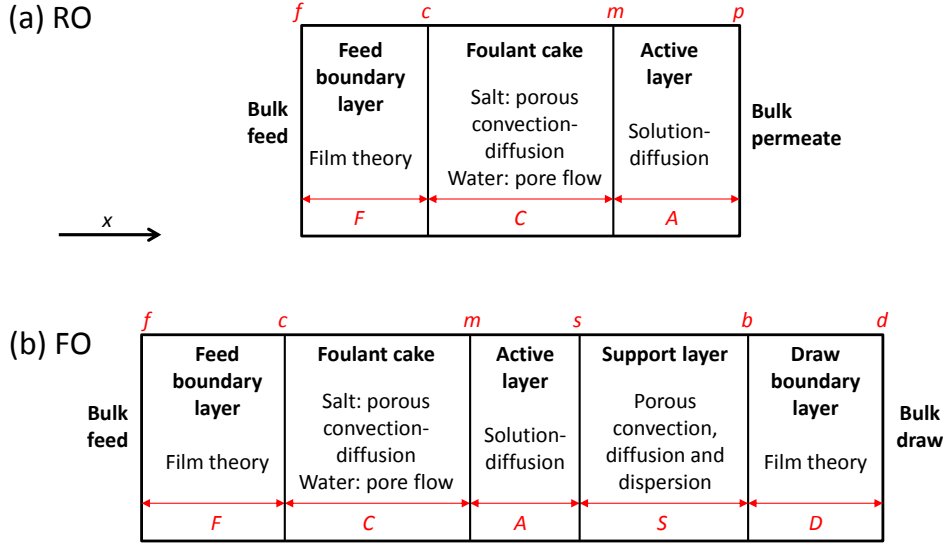 (a) RO
f
c
m
p
Bulk
feed
Feed
boundary
layer
Film theory
F
Foulant cake
Salt: porous
convection-
diffusion
Water: pore flow
C
Active
layer
Solution-
diffusion
A
Bulk
permeate
x
(b) FO
f
c
m
s
b
d
Bulk
feed
Feed
boundary
layer
Film theory
F
Foulant cake
Salt: porous
convection-
diffusion
Water: pore flow
C
Active
layer
Solution-
diffusion
A
Support layer
Porous
convection,
diffusion and
dispersion
S
Draw
boundary
layer
Film theory
D
Bulk
draw